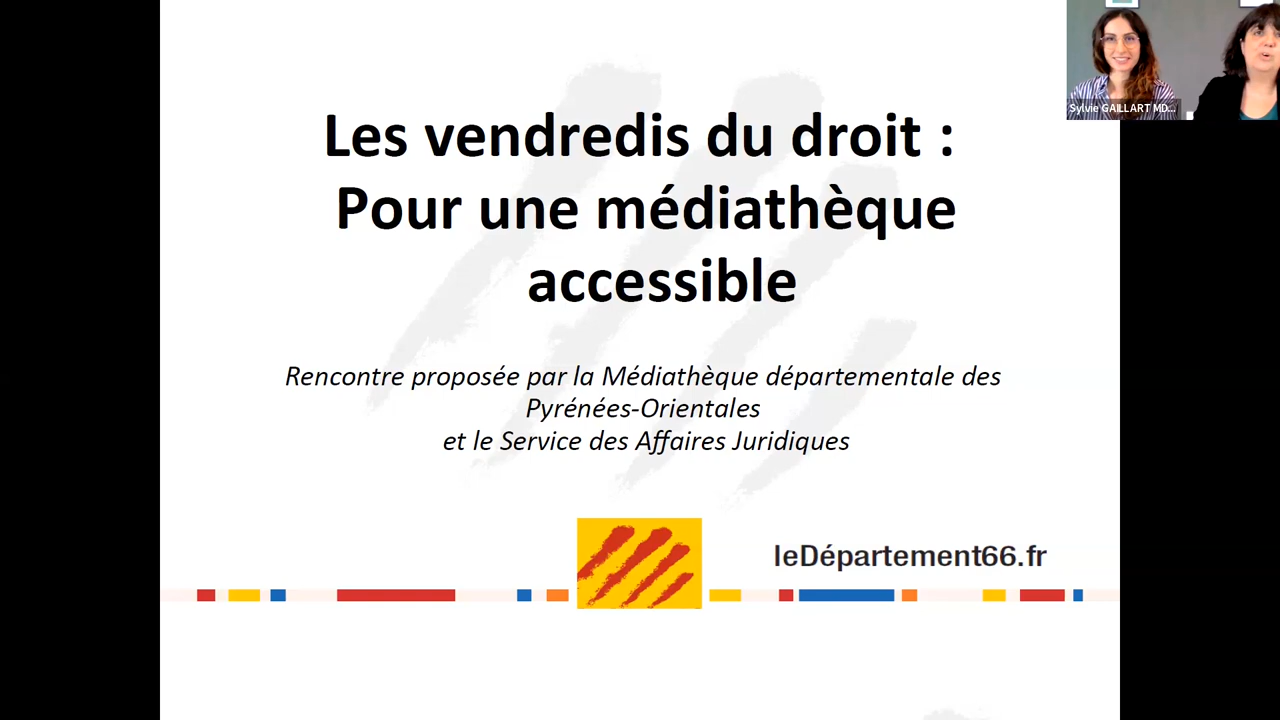 Les vendredis du droit :
Pour une médiathèque
accessible
Rencontre proposée par la Médiathèque départementale des
Pyrénées-Orientales
et le Service des Affaires Juridiques
leDépartement66.fr
Sylvie GAILLART MD...